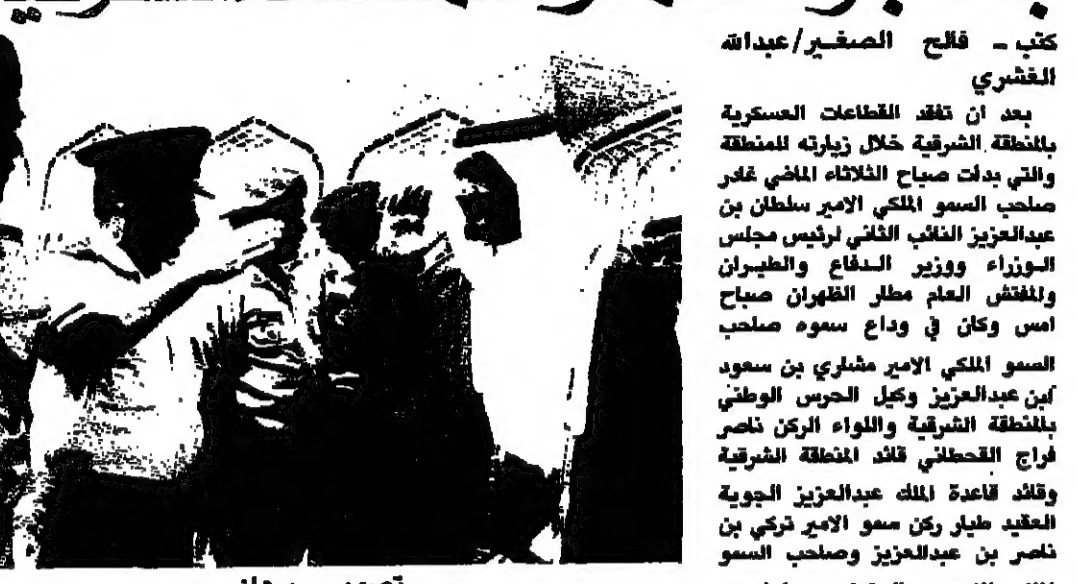 كتب - فالح الصغير/عبدالله
الغشري
بعد ان تفقد القطاعات العسكرية
بالمنطقة الشرقية خلال زيارته للمنطقة
والتي بدأت صباح الثلاثاء الماضي غادر
صاحب السمو الملكي الامير سلطان بن
عبدالعزيز النائب الثاني لرئيس مجلس
الوزراء ووزير الدفاع والطيران
والمفتش العام مطار الظهران صباح
امس وكان في وداع سموه صاحب
السمو الملكي الامير مشاري بن سعود
ابن عبدالعزيز وكيل الحرس الوطني
بالمنطقة الشرقية واللواء الركن ناصر
فراج القحطاني قائد المنطقة الشرقية
وقائد قاعدة الملك عبدالعزيز الجوية
العقيد طيار ركن سمو الامير تركي بن
ناصر بن عبدالعزيز وصاحب السمو